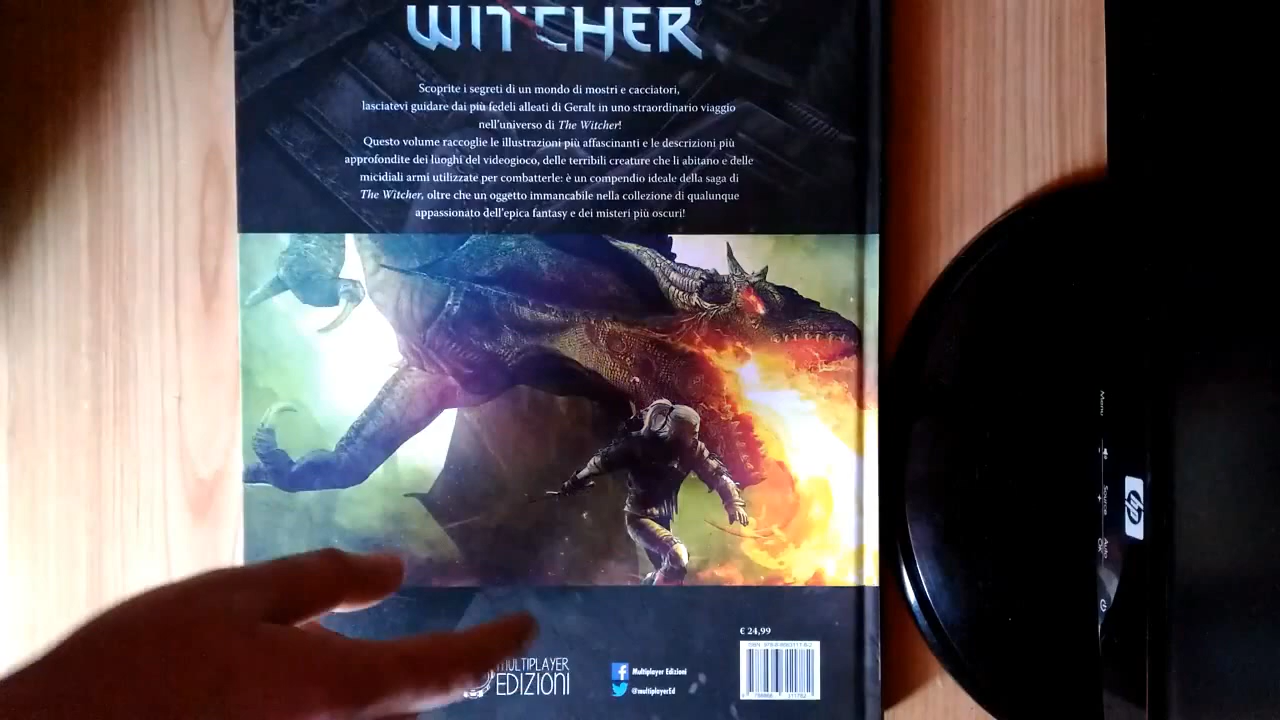 WITCHER
Scoprite i segreti di un mondo di mostri e cacciatori,
lasciatevi guidare dai più fedeli alleati di Geralt in uno straordinario viaggio
nell'universo di The Witcher!
Questo volume raccoglie le illustrazioni più affascinanti e le descrizioni più
approfondite dei luoghi del videogioco, delle terribili creature che li abitano e delle
micidiali armi utilizzate per combatterle: è un compendio ideale della saga di
The Witcher, oltre che un oggetto immancabile nella collezione di qualunque
appassionato dell'epica fantasy e dei misteri più oscuri!
€ 24,99
MULTIPLAYER
EDIZIONI
Multiplayer Edizioni
@multiplayerEd
Menu
Source
hp